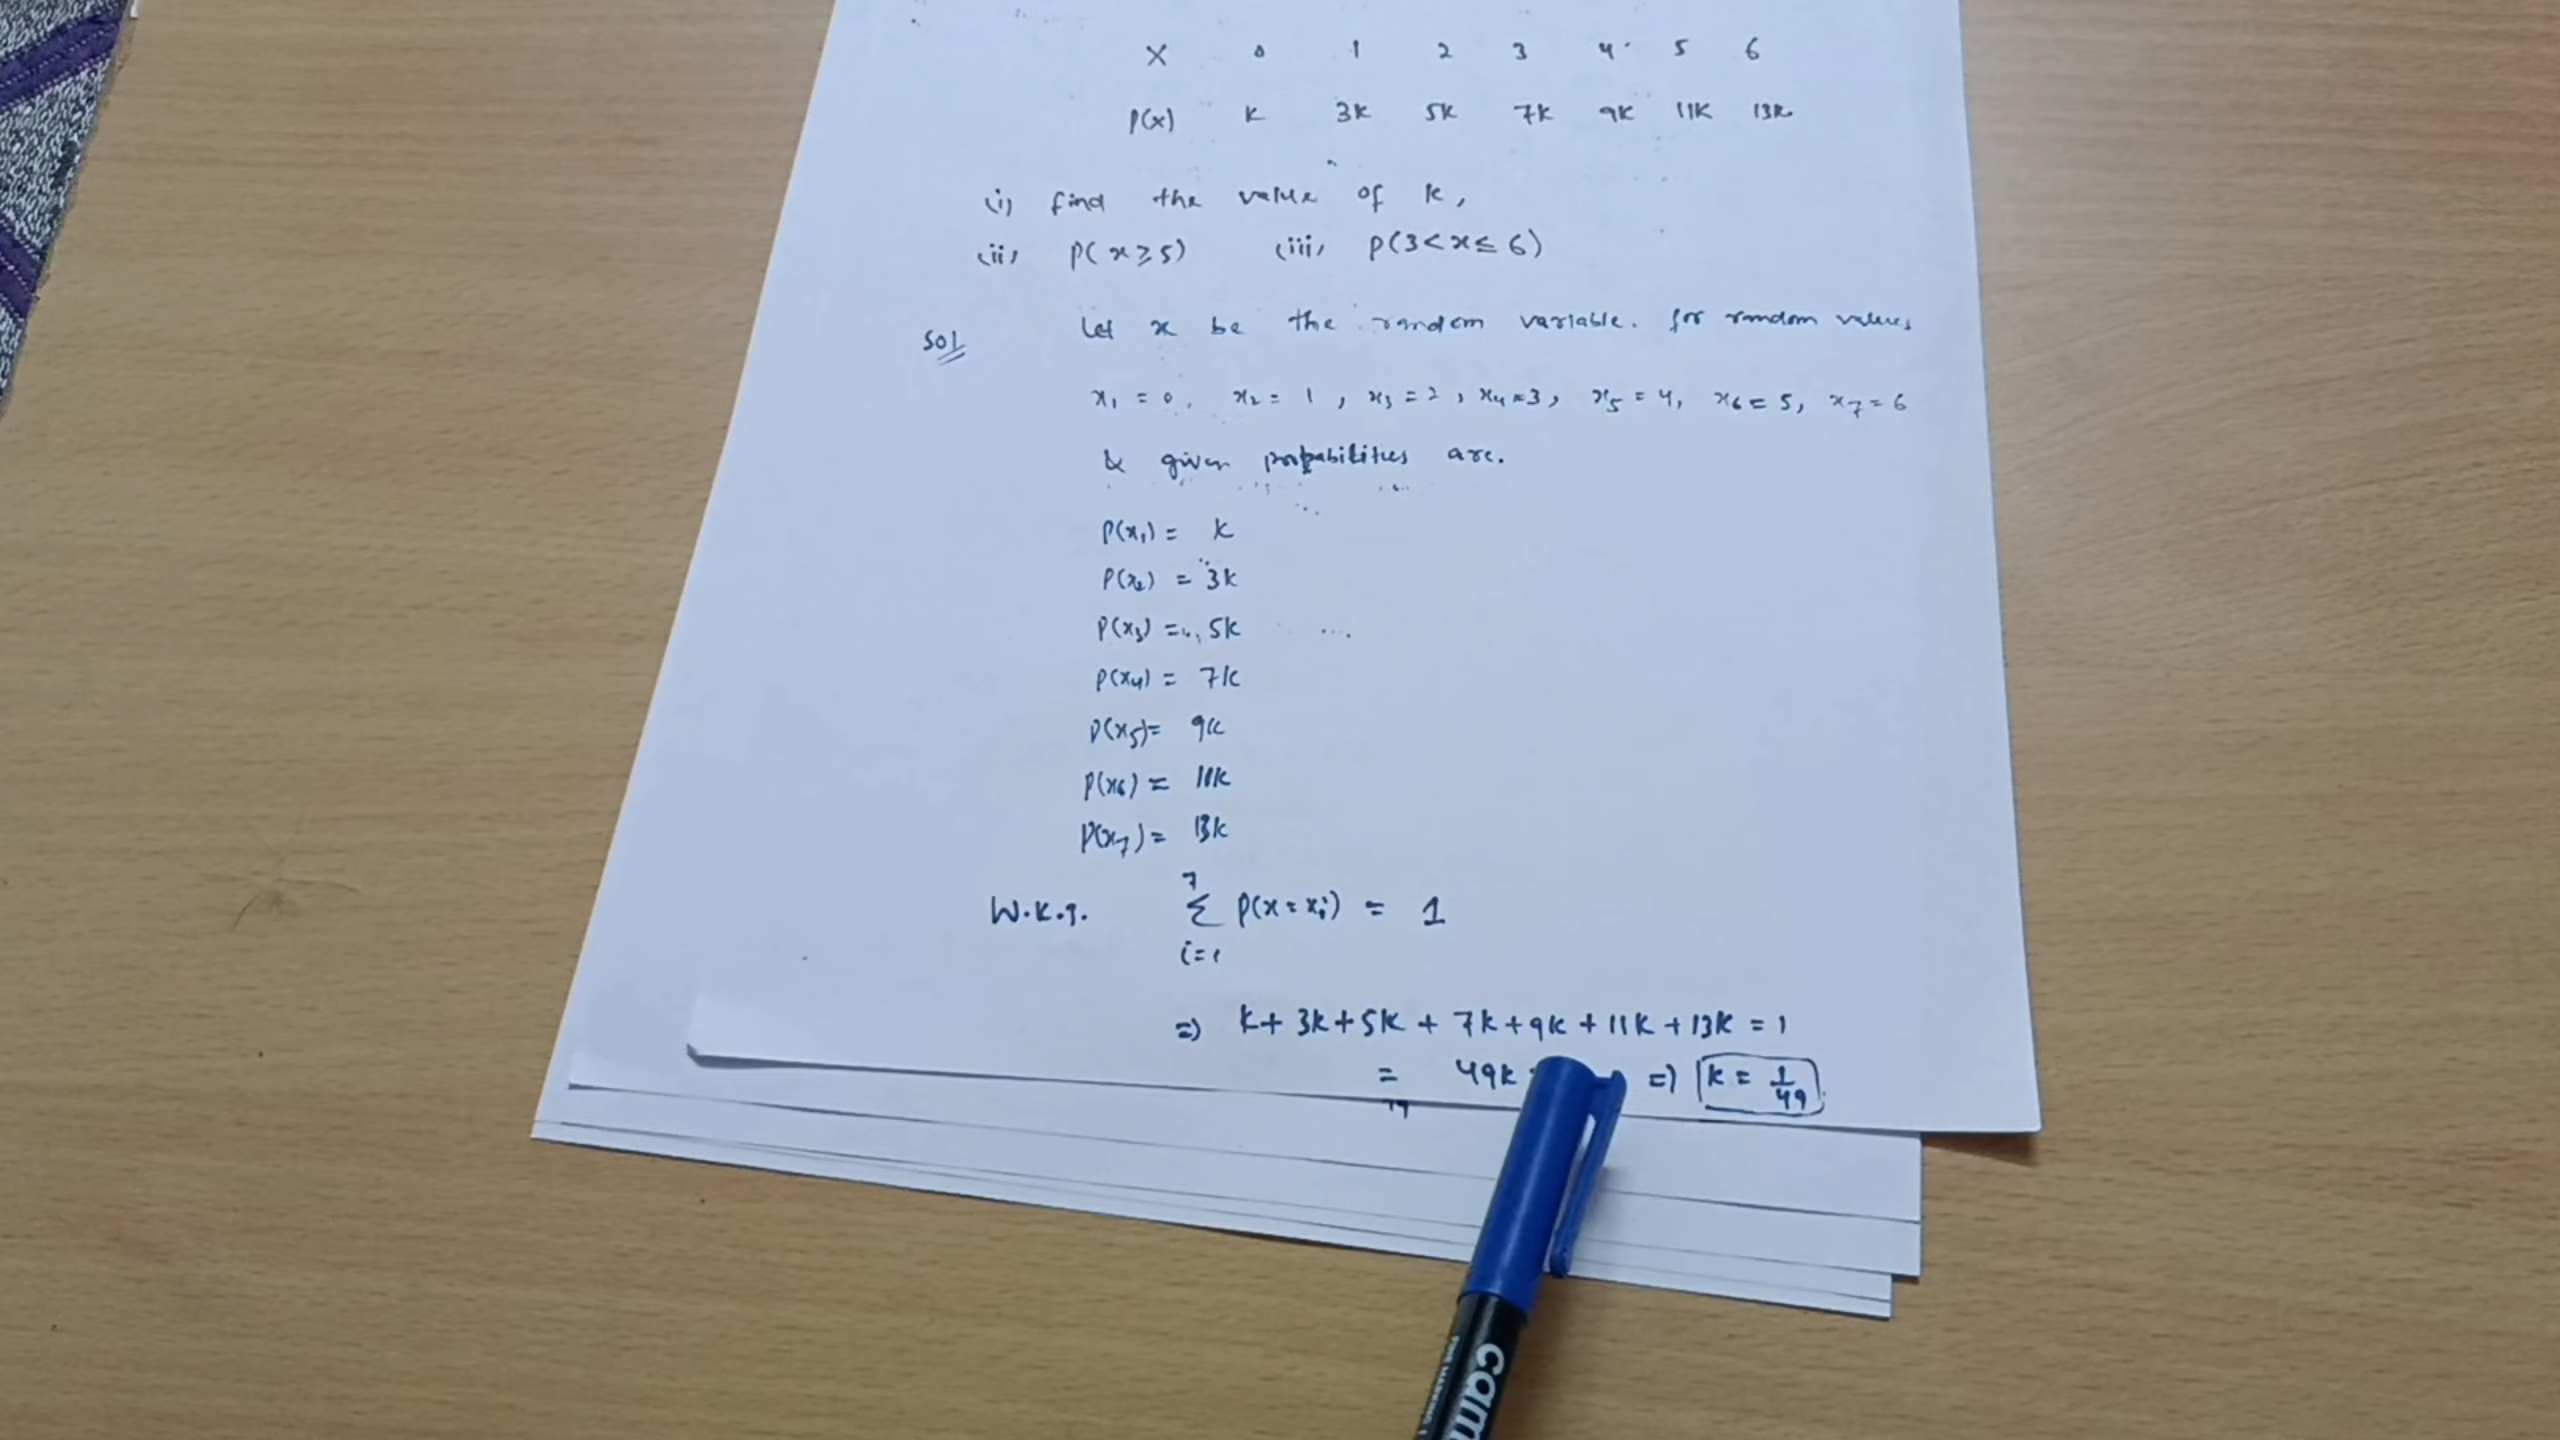 X 0 1 2 3 4 5 6
P(x) K 3K 5K 7K 9K 11K 13K
(i) find the value of k,
(ii) P(x≥5) (iii) P(3<x≤6)
Sol Let x be the random variable. for random values
x₁ = 0, x₂ = 1, x₃ = 2, x₄ = 3, x₅ = 4, x₆ = 5, x₇ = 6
& given probabilities are.
P(x₁) = k
P(x₂) = 3k
P(x₃) = 5k
P(x₄) = 7k
P(x₅) = 9k
P(x₆) = 11k
P(x₇) = 13k
7
W.K.T. Σ P(x = xᵢ) = 1
i=1
=) k + 3k + 5k + 7k + 9k + 11k + 13k = 1
= 49k =) k = 1/49
cam